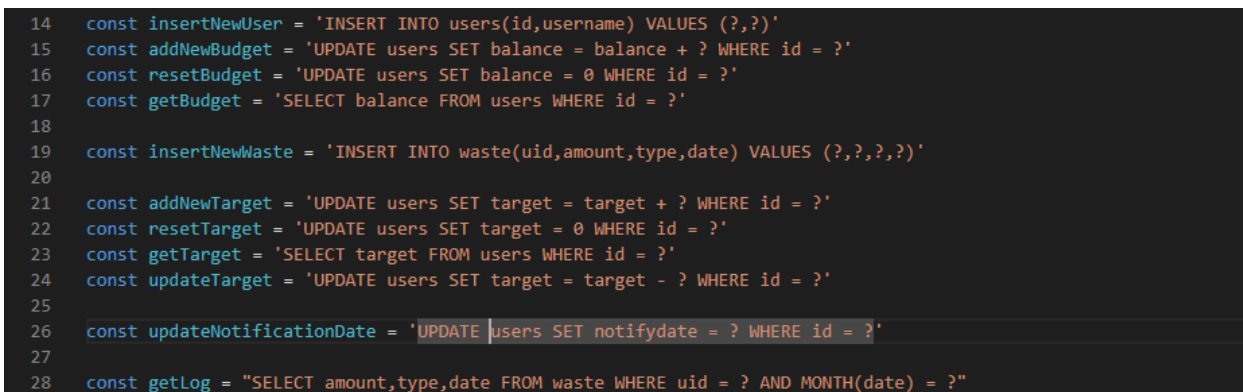 14 const insertNewUser = 'INSERT INTO users(id,username) VALUES (?,?)'
15 const addNewBudget = 'UPDATE users SET balance = balance + ? WHERE id = ?'
16 const resetBudget = 'UPDATE users SET balance = 0 WHERE id = ?'
17 const getBudget = 'SELECT balance FROM users WHERE id = ?'
18
19 const insertNewWaste = 'INSERT INTO waste(uid,amount,type,date) VALUES (?,?,?,?)'
20
21 const addNewTarget = 'UPDATE users SET target = target + ? WHERE id = ?'
22 const resetTarget = 'UPDATE users SET target = 0 WHERE id = ?'
23 const getTarget = 'SELECT target FROM users WHERE id = ?'
24 const updateTarget = 'UPDATE users SET target = target - ? WHERE id = ?'
25
26 const updateNotificationDate = 'UPDATE users SET notifydate = ? WHERE id = ?'
27
28 const getLog = "SELECT amount,type,date FROM waste WHERE uid = ? AND MONTH(date) = ?"